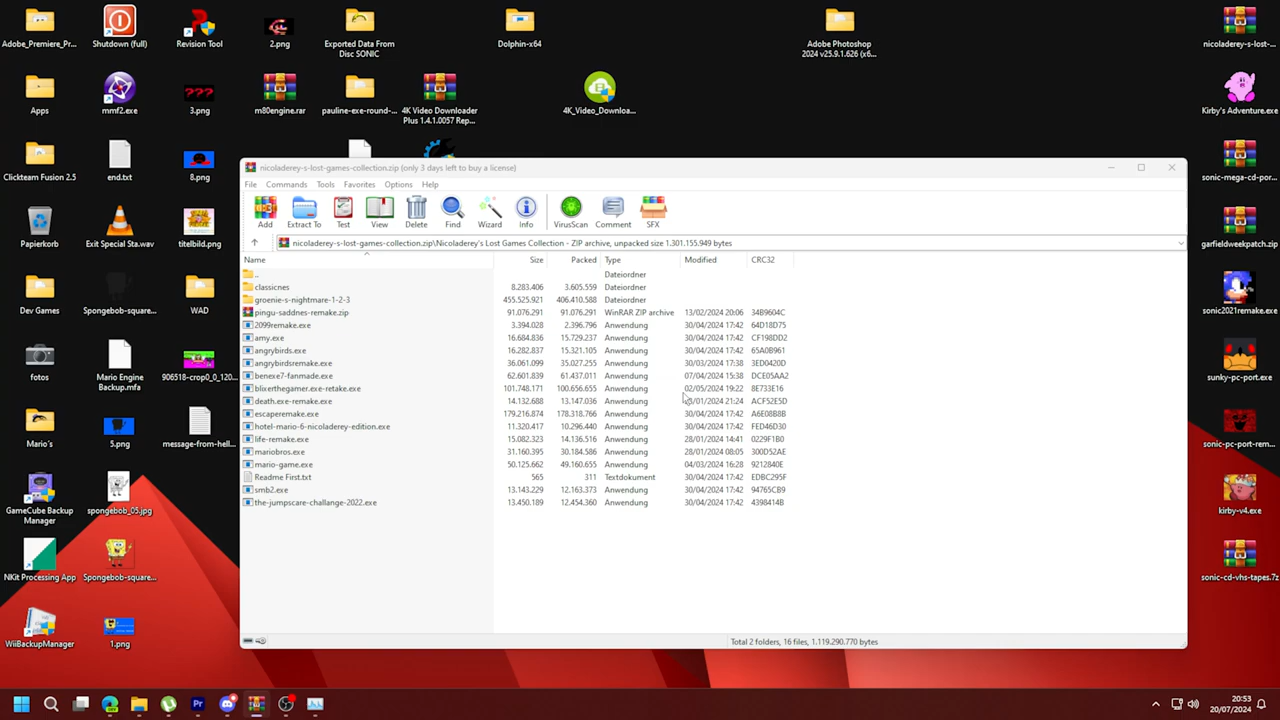 Adobe_Premiere_Pr...
Shutdown (full)
Revision Tool
2.png
Exported Data From
Disc SONIC
Dolphin-x64
Adobe Photoshop
2024 v25.9.1.626 (x6...
nicoladerey-s-lost-...
Apps
mmf2.exe
3.png
m80engine.rar
pauline-exe-round-...
4K Video Downloader
Plus 1.4.1.0057 Rep...
4K_Video_Downloa...
Kirby's Adventure.exe
Clickteam Fusion 2.5
end.txt
8.png
sonic-mega-cd-por...
Papierkorb
Exit Special Sta.wav
titelbild.png
garfieldweekpatch.zip
Dev Games
Spongebob-square...
WAD
sonic2021remake.exe
fotos
Mario Engine
Backup.mfa
906518-crop0_0_120...
sunky-pc-port.exe
Mario's
5.png
message-from-hell...
sonic-pc-port-rem...
GameCube Backup
Manager
spongebob_05.jpg
kirby-v4.exe
NKit Processing App
Spongebob-square...
sonic-cd-vhs-tapes.7z
WiiBackupManager
1.png
nicoladerey-s-lost-games-collection.zip (only 3 days left to buy a license)
File Commands Tools Favorites Options Help
Add Extract To Test View Delete Find Wizard Info VirusScan Comment SFX
nicoladerey-s-lost-games-collection.zip\Nicoladerey's Lost Games Collection - ZIP archive, unpacked size 1.301.155.949 bytes
Name Size Packed Type Modified CRC32
.. Dateiordner
classicnes 8.283.406 3.605.559 Dateiordner
groenie-s-nightmare-1-2-3 455.525.921 406.410.588 Dateiordner
pingu-saddnes-remake.zip 91.076.291 91.076.291 WinRAR ZIP archive 13/02/2024 20:06 34B9604C
2099remake.exe 3.394.028 2.396.796 Anwendung 30/04/2024 17:42 64D18D75
amy.exe 16.684.836 15.729.237 Anwendung 30/04/2024 17:42 CF198DD2
angrybirds.exe 16.282.837 15.321.105 Anwendung 30/04/2024 17:42 65A0B961
angrybirdsremake.exe 36.061.099 35.027.255 Anwendung 30/03/2024 17:38 3ED0420D
benexe7-fanmade.exe 62.601.839 61.437.011 Anwendung 07/04/2024 15:38 DCE05AA2
blixerthegamer.exe-retake.exe 101.748.171 100.656.655 Anwendung 02/05/2024 19:22 8E733E16
death.exe-remake.exe 14.132.688 13.147.036 Anwendung 28/01/2024 21:24 ACF52E5D
escaperemake.exe 179.216.874 178.318.766 Anwendung 30/04/2024 17:42 A6E08B8B
hotel-mario-6-nicoladerey-edition.exe 11.320.417 10.296.440 Anwendung 30/04/2024 17:42 FED46D30
life-remake.exe 15.082.323 14.136.516 Anwendung 28/01/2024 14:41 0229F1B0
mariobros.exe 31.160.395 30.184.586 Anwendung 28/01/2024 08:05 300D52AE
mario-game.exe 50.125.662 49.160.655 Anwendung 04/03/2024 16:28 9212840E
Readme First.txt 565 311 Textdokument 30/04/2024 17:42 EDBC295F
smb2.exe 13.143.229 12.163.373 Anwendung 30/04/2024 17:42 94765CB9
the-jumpscare-challange-2022.exe 13.450.189 12.454.360 Anwendung 30/04/2024 17:42 4398414B
Total 2 folders, 16 files, 1.119.290.770 bytes
20:53
20/07/2024